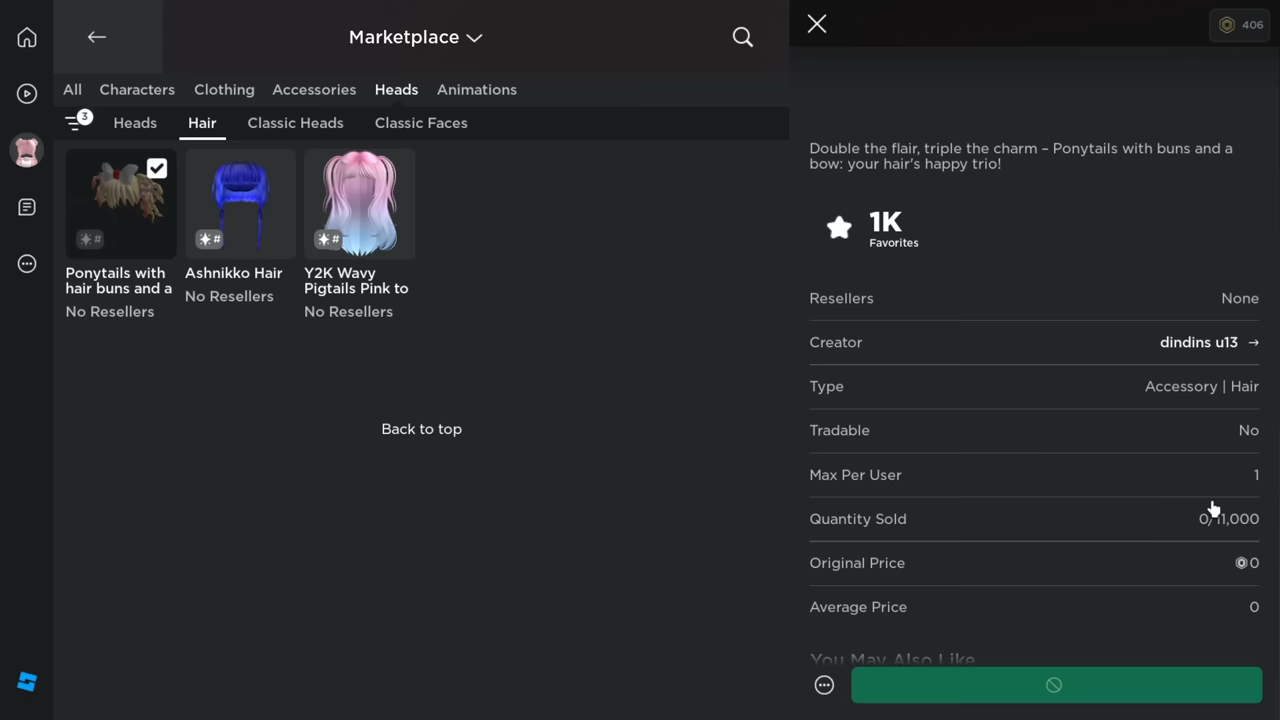 Marketplace
406
All Characters Clothing Accessories Heads Animations
3
Heads Hair Classic Heads Classic Faces
#
#
#
Ponytails with
hair buns and a
No Resellers
Ashnikko Hair
No Resellers
Y2K Wavy
Pigtails Pink to
No Resellers
Back to top
Double the flair, triple the charm – Ponytails with buns and a
bow: your hair's happy trio!
1K
Favorites
Resellers None
Creator dindins u13 →
Type Accessory | Hair
Tradable No
Max Per User 1
Quantity Sold 0/11,000
Original Price 0
Average Price 0
You May Also Like